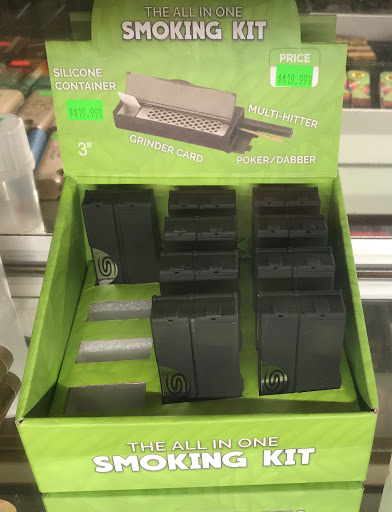 THE ALL IN ONE
SMOKING KIT
PRICE
$$19.99
SILICONE
CONTAINER
$$19.99
MULTI-HITTER
GRINDER CARD
POKER/DABBER
3"
THE ALL IN ONE
SMOKING KIT